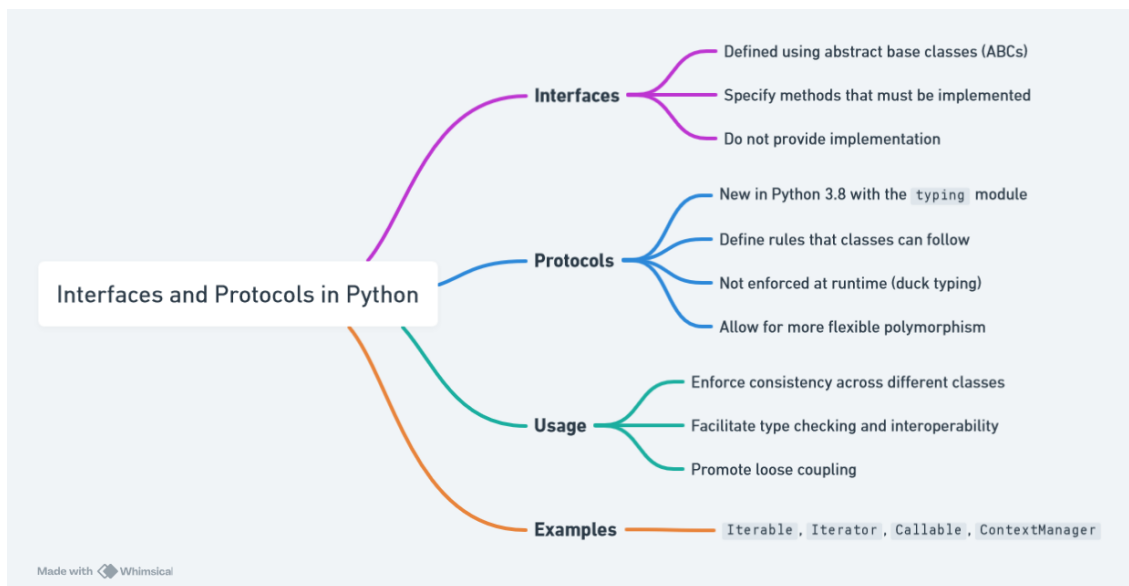 Interfaces and Protocols in Python
Interfaces
Defined using abstract base classes (ABCs)
Specify methods that must be implemented
Do not provide implementation
Protocols
New in Python 3.8 with the typing module
Define rules that classes can follow
Not enforced at runtime (duck typing)
Allow for more flexible polymorphism
Usage
Enforce consistency across different classes
Facilitate type checking and interoperability
Promote loose coupling
Examples
Iterable, Iterator, Callable, ContextManager
Made with Whimsical